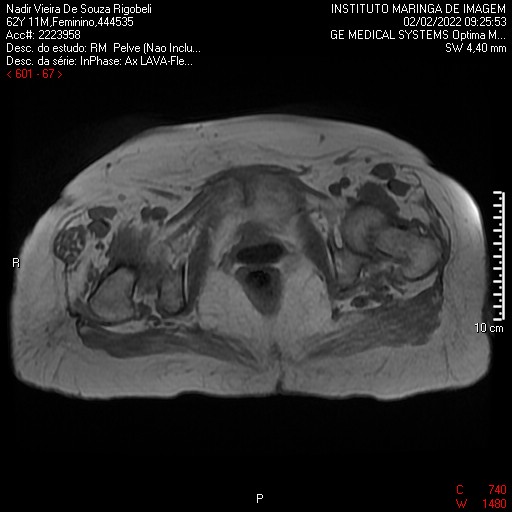 Nadir Vieira De Souza Rigobeli
62Y 11M,Feminino,444535
Acc#: 2223958
Desc. do estudo: RM Pelve (Nao Inclu...
Desc. da série: InPhase: Ax LAVA-Fle...
< 601 - 67 >
INSTITUTO MARINGA DE IMAGEM
02/02/2022 09:25:53
GE MEDICAL SYSTEMS Optima M...
SW 4,40 mm
R
10 cm
P
C 740
W 1480